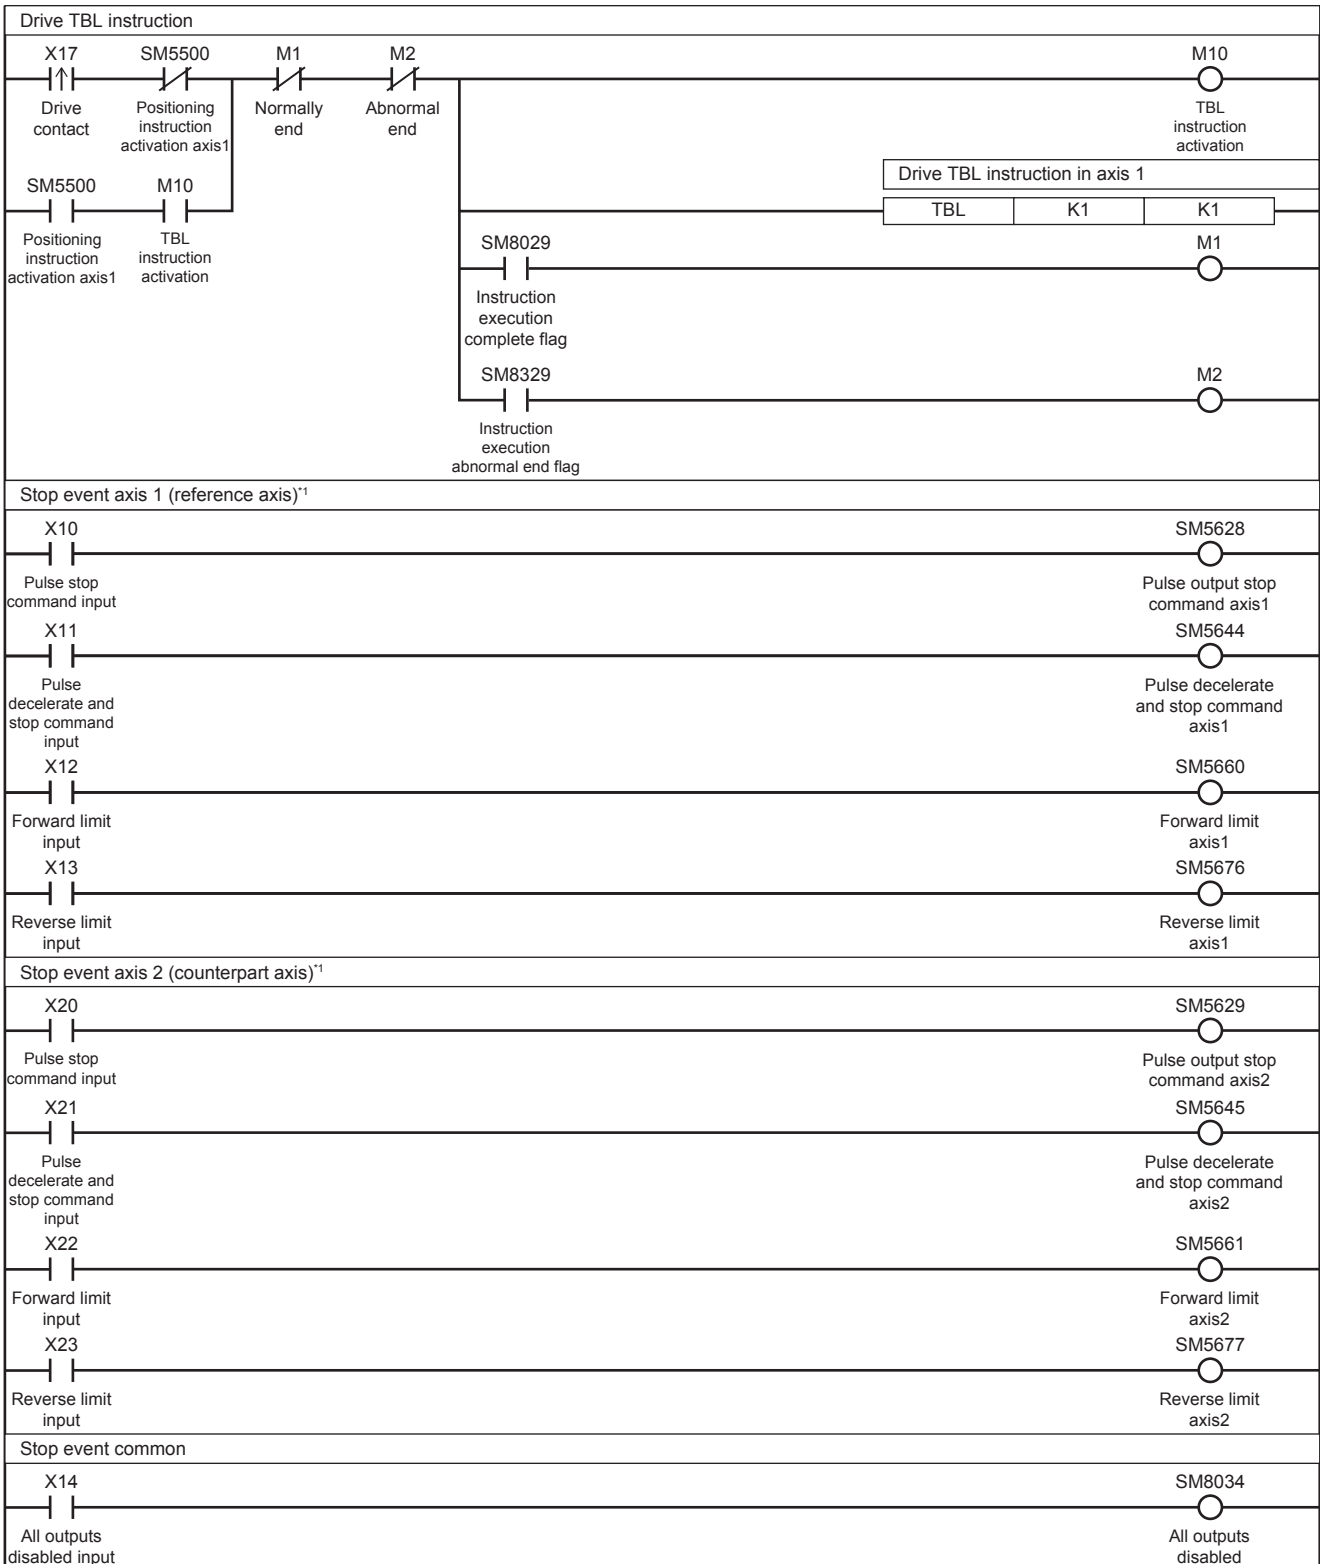 Drive TBL instruction
X17 SM5500 M1 M2 M10
Drive contact
Positioning instruction activation axis1
Normally end
Abnormal end
TBL instruction activation
Drive TBL instruction in axis 1
SM5500 M10 TBL K1 K1
Positioning instruction activation axis1
TBL instruction activation
SM8029 M1
Instruction execution complete flag
SM8329 M2
Instruction execution abnormal end flag
Stop event axis 1 (reference axis)*1
X10 SM5628
Pulse stop command input
Pulse output stop command axis1
X11 SM5644
Pulse decelerate and stop command input
Pulse decelerate and stop command axis1
X12 SM5660
Forward limit input
Forward limit axis1
X13 SM5676
Reverse limit input
Reverse limit axis1
Stop event axis 2 (counterpart axis)*1
X20 SM5629
Pulse stop command input
Pulse output stop command axis2
X21 SM5645
Pulse decelerate and stop command input
Pulse decelerate and stop command axis2
X22 SM5661
Forward limit input
Forward limit axis2
X23 SM5677
Reverse limit input
Reverse limit axis2
Stop event common
X14 SM8034
All outputs disabled input
All outputs disabled